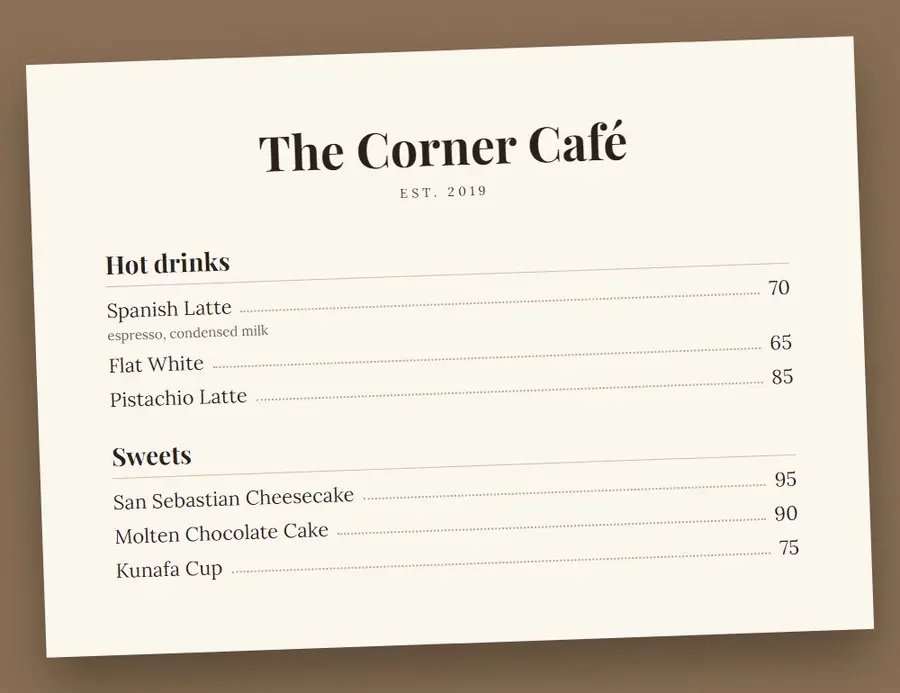 The Corner Café
EST. 2019
Hot drinks
Spanish Latte 70
espresso, condensed milk
Flat White 65
Pistachio Latte 85
Sweets
San Sebastian Cheesecake 95
Molten Chocolate Cake 90
Kunafa Cup 75